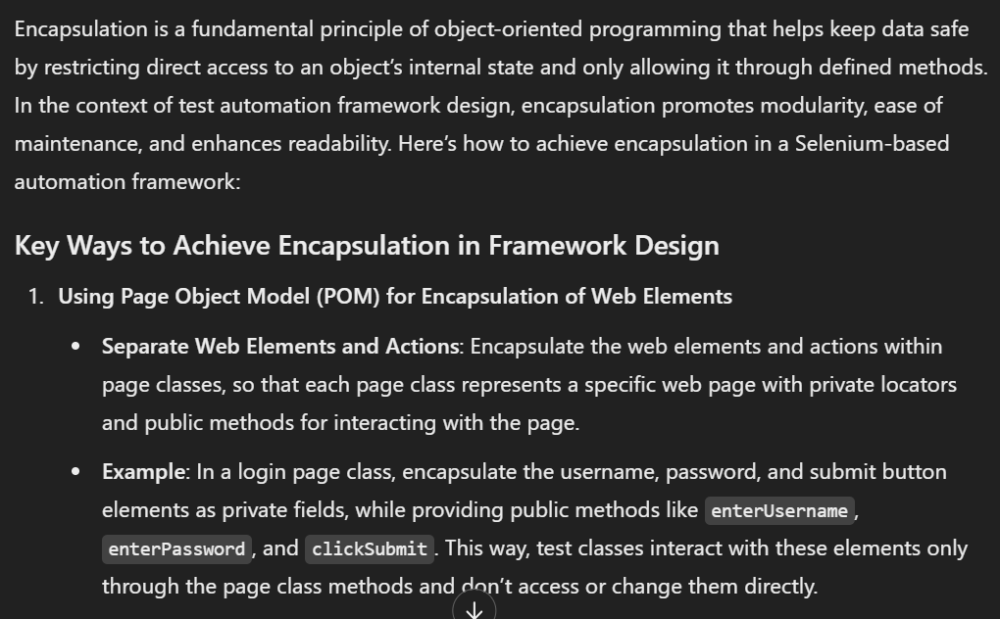 Encapsulation is a fundamental principle of object-oriented programming that helps keep data safe
by restricting direct access to an object’s internal state and only allowing it through defined methods.
In the context of test automation framework design, encapsulation promotes modularity, ease of
maintenance, and enhances readability. Here’s how to achieve encapsulation in a Selenium-based
automation framework:
Key Ways to Achieve Encapsulation in Framework Design
1. Using Page Object Model (POM) for Encapsulation of Web Elements
• Separate Web Elements and Actions: Encapsulate the web elements and actions within
page classes, so that each page class represents a specific web page with private locators
and public methods for interacting with the page.
• Example: In a login page class, encapsulate the username, password, and submit button
elements as private fields, while providing public methods like enterUsername,
enterPassword, and clickSubmit. This way, test classes interact with these elements only
through the page class methods and don’t access or change them directly.